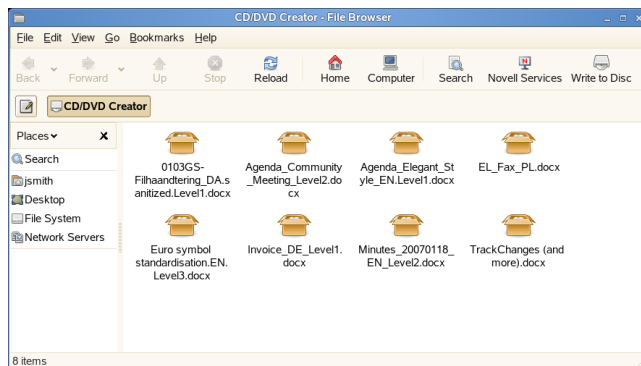 CD/DVD Creator - File Browser
File Edit View Go Bookmarks Help
Back Forward Up Stop Reload Home Computer Search Novell Services Write to Disc
CD/DVD Creator
Places
Search
jsmith
Desktop
File System
Network Servers
0103GS-
Filhaandtering_DA.s
anitized.Level1.docx
Agenda_Community
_Meeting_Level2.do
cx
Agenda_Elegant_St
yle_EN.Level1.docx
EL_Fax_PL.docx
Euro symbol
standardisation.EN.
Level3.docx
Invoice_DE_Level1.
docx
Minutes_20070118_
EN_Level2.docx
TrackChanges (and
more).docx
8 items